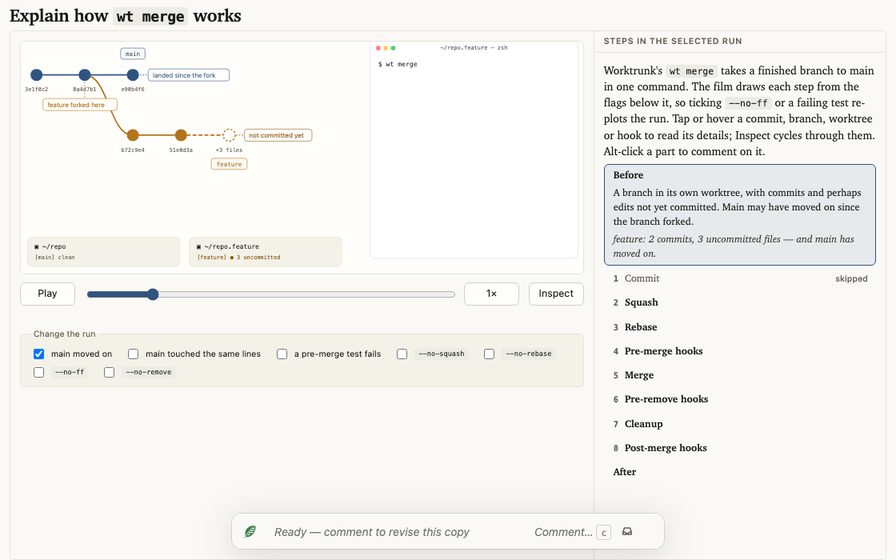 Explain how wt merge works
main
landed since the fork
3e1f0c2
8a4d7b1
e90b4f6
feature forked here
not committed yet
b72c9e4
51e0d3a
+3 files
feature
~/repo
[main] clean
~/repo.feature
[feature] ● 3 uncommitted
~/repo.feature — zsh
$ wt merge
Play
1×
Inspect
Change the run
main moved on
main touched the same lines
a pre-merge test fails
--no-squash
--no-rebase
--no-ff
--no-remove
STEPS IN THE SELECTED RUN
Worktrunk's wt merge takes a finished branch to main
in one command. The film draws each step from the
flags below it, so ticking --no-ff or a failing test re-
plots the run. Tap or hover a commit, branch, worktree
or hook to read its details; Inspect cycles through them.
Alt-click a part to comment on it.
Before
A branch in its own worktree, with commits and perhaps
edits not yet committed. Main may have moved on since
the branch forked.
feature: 2 commits, 3 uncommitted files — and main has
moved on.
1 Commit skipped
2 Squash
3 Rebase
4 Pre-merge hooks
5 Merge
6 Pre-remove hooks
7 Cleanup
8 Post-merge hooks
After
Ready — comment to revise this copy
Comment... c